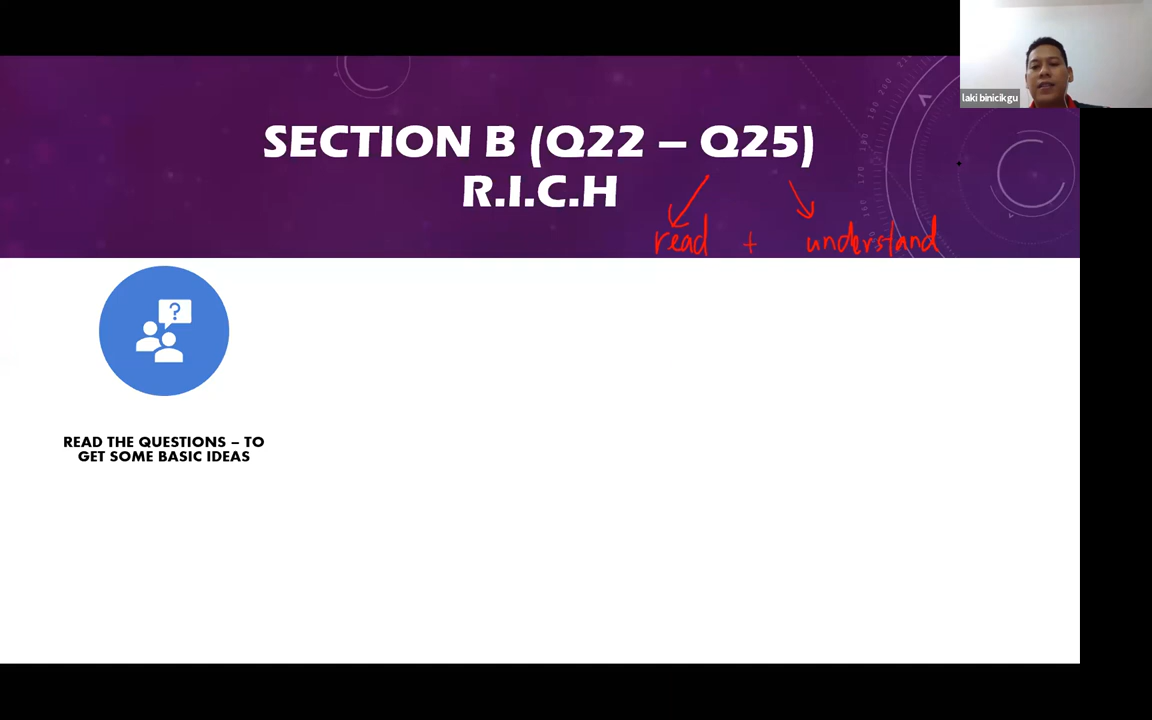 laki binicikgu
SECTION B (Q22 – Q25)
R.I.C.H
read + understand
?
READ THE QUESTIONS – TO
GET SOME BASIC IDEAS